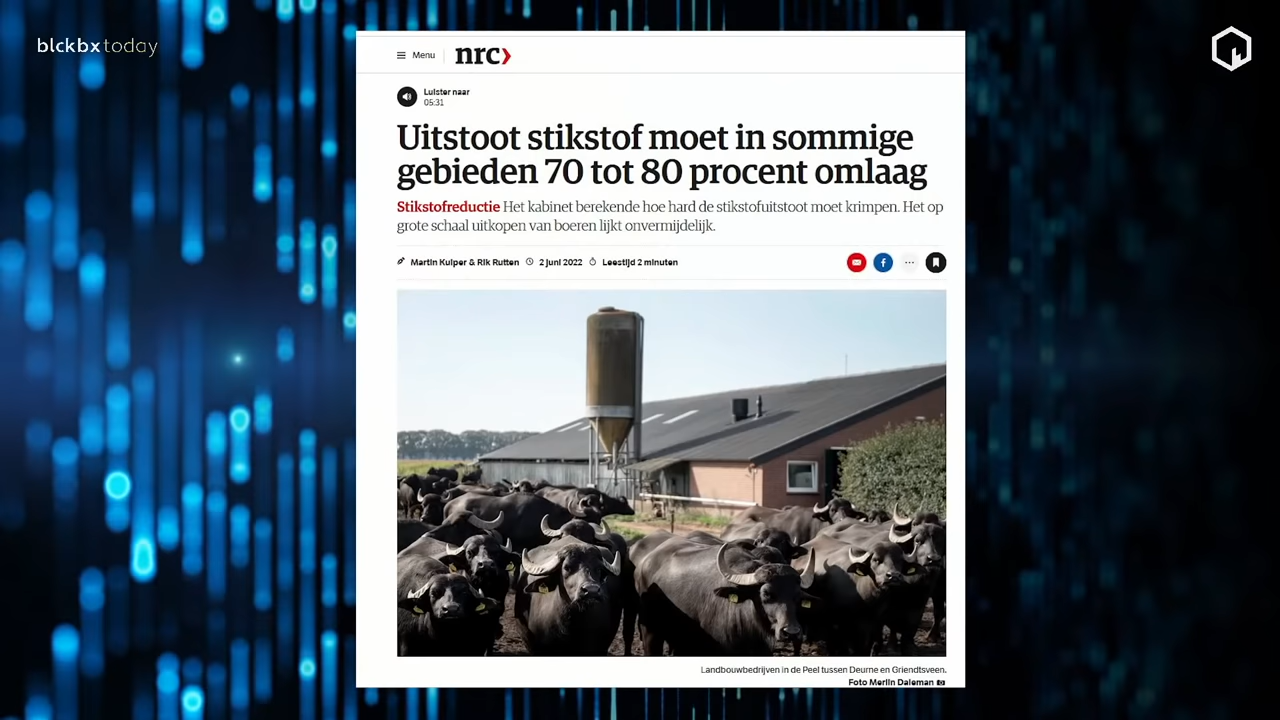 blckbxtoday
Menu
nrc>
Luister naar
05:31
Uitstoot stikstof moet in sommige
gebieden 70 tot 80 procent omlaag
Stikstofreductie Het kabinet berekende hoe hard de stikstofuitstoot moet krimpen. Het op
grote schaal uitkopen van boeren lijkt onvermijdelijk.
Martin Kuiper & Rik Rutten 2 juni 2022 Leestijd 2 minuten
Landbouwbedrijven in de Peel tussen Deurne en Griendtsveen.
Foto Merlin Daleman